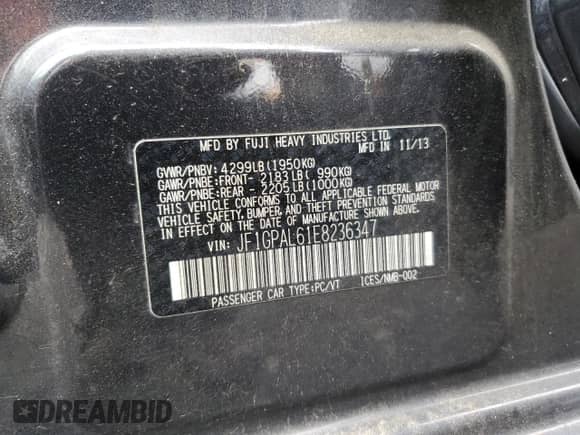 MFD BY FUJI HEAVY INDUSTRIES LTD.
MFD IN 11/13
GVWR/PNBV: 4299LB(1950KG)
GAWR/PNBE:FRONT- 2183LB( 990KG)
GAWR/PNBE:REAR - 2205LB(1000KG)
THIS VEHICLE CONFORMS TO ALL APPLICABLE FEDERAL MOTOR
VEHICLE SAFETY, BUMPER, AND THEFT PREVENTION STANDARDS
IN EFFECT ON THE DATE OF MANUFACTURE SHOWN ABOVE.
VIN: JF1GPAL61E8236347
PASSENGER CAR TYPE:PC/VT ICES/NMB-002
DREAMBID